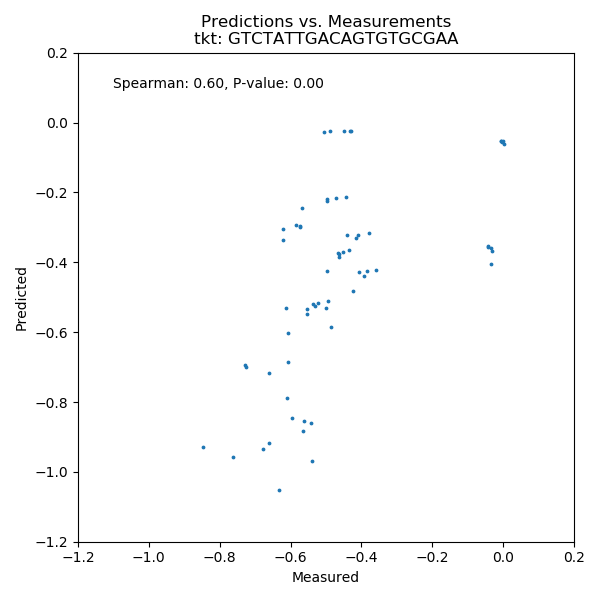 Predictions vs. Measurements
tkt: GTCTATTGACAGTGTGCGAA
Spearman: 0.60, P-value: 0.00
0.2
0.0
−0.2
−0.4
−0.6
−0.8
−1.0
−1.2
Predicted
−1.2 −1.0 −0.8 −0.6 −0.4 −0.2 0.0 0.2
Measured